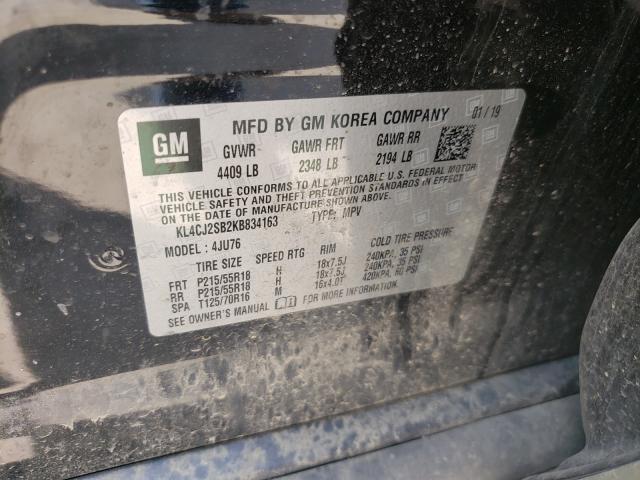 GM
MFD BY GM KOREA COMPANY 01/19
GVWR GAWR FRT GAWR RR
4409 LB 2348 LB 2194 LB
THIS VEHICLE CONFORMS TO ALL APPLICABLE U.S. FEDERAL MOTOR
VEHICLE SAFETY AND THEFT PREVENTION STANDARDS IN EFFECT
ON THE DATE OF MANUFACTURE SHOWN ABOVE.
KL4CJ2SB2KB834163 TYPE: MPV
MODEL: 4JU76
TIRE SIZE SPEED RTG RIM COLD TIRE PRESSURE
FRT P215/55R18 H 18x7.5J 240KPA, 35 PSI
RR P215/55R18 H 18x7.5J 240KPA, 35 PSI
SPA T125/70R16 M 16x4.0T 420KPA, 60 PSI
SEE OWNER'S MANUAL FOR MORE INFORMATION.